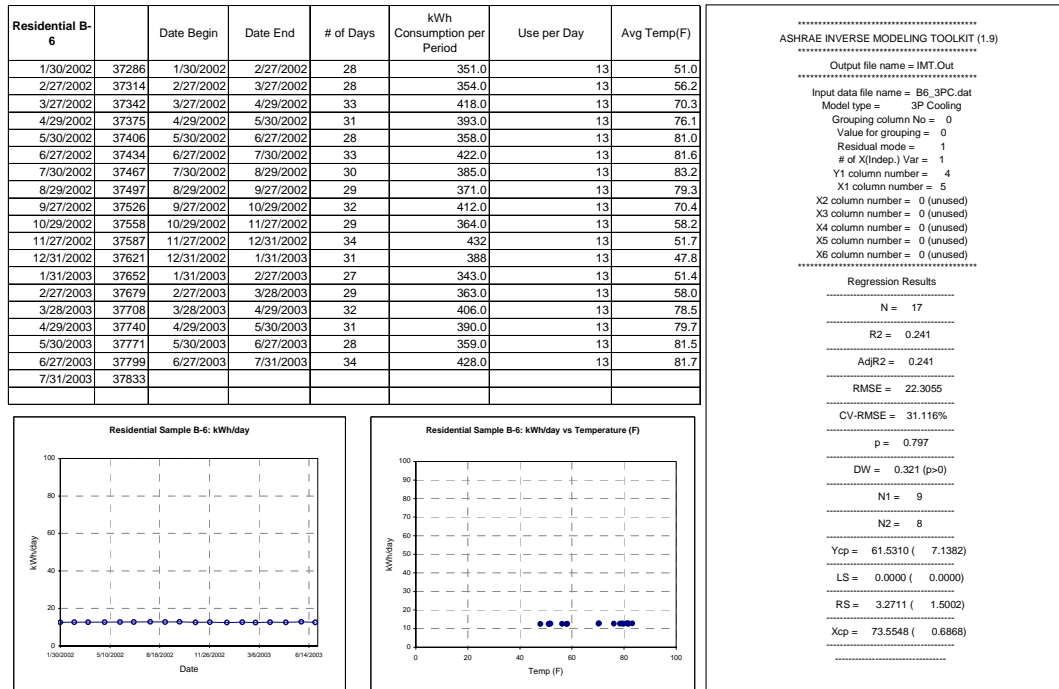 Residential B-6 | | Date Begin | Date End | # of Days | kWh Consumption per Period | Use per Day | Avg Temp(F)
1/30/2002 | 37286 | 1/30/2002 | 2/27/2002 | 28 | 351.0 | 13 | 51.0
2/27/2002 | 37314 | 2/27/2002 | 3/27/2002 | 28 | 354.0 | 13 | 56.2
3/27/2002 | 37342 | 3/27/2002 | 4/29/2002 | 33 | 418.0 | 13 | 70.3
4/29/2002 | 37375 | 4/29/2002 | 5/30/2002 | 31 | 393.0 | 13 | 76.1
5/30/2002 | 37406 | 5/30/2002 | 6/27/2002 | 28 | 358.0 | 13 | 81.0
6/27/2002 | 37434 | 6/27/2002 | 7/30/2002 | 33 | 422.0 | 13 | 81.6
7/30/2002 | 37467 | 7/30/2002 | 8/29/2002 | 30 | 385.0 | 13 | 83.2
8/29/2002 | 37497 | 8/29/2002 | 9/27/2002 | 29 | 371.0 | 13 | 79.3
9/27/2002 | 37526 | 9/27/2002 | 10/29/2002 | 32 | 412.0 | 13 | 70.4
10/29/2002 | 37558 | 10/29/2002 | 11/27/2002 | 29 | 364.0 | 13 | 58.2
11/27/2002 | 37587 | 11/27/2002 | 12/31/2002 | 34 | 432 | 13 | 51.7
12/31/2002 | 37621 | 12/31/2002 | 1/31/2003 | 31 | 388 | 13 | 47.8
1/31/2003 | 37652 | 1/31/2003 | 2/27/2003 | 27 | 343.0 | 13 | 51.4
2/27/2003 | 37679 | 2/27/2003 | 3/28/2003 | 29 | 363.0 | 13 | 58.0
3/28/2003 | 37708 | 3/28/2003 | 4/29/2003 | 32 | 406.0 | 13 | 78.5
4/29/2003 | 37740 | 4/29/2003 | 5/30/2003 | 31 | 390.0 | 13 | 79.7
5/30/2003 | 37771 | 5/30/2003 | 6/27/2003 | 28 | 359.0 | 13 | 81.5
6/27/2003 | 37799 | 6/27/2003 | 7/31/2003 | 34 | 428.0 | 13 | 81.7
7/31/2003 | 37833
Residential Sample B-6: kWh/day
100
80
60
40
20
0
kWh/day
1/30/2002 5/10/2002 8/18/2002 11/26/2002 3/6/2003 6/14/2003
Date
Residential Sample B-6: kWh/day vs Temperature (F)
100
90
80
70
60
50
40
30
20
10
0
kWh/day
0 20 40 60 80 100
Temp (F)
*******************************************
ASHRAE INVERSE MODELING TOOLKIT (1.9)
*******************************************
Output file name = IMT.Out
*******************************************
Input data file name = B6_3PC.dat
Model type = 3P Cooling
Grouping column No = 0
Value for grouping = 0
Residual mode = 1
# of X(Indep.) Var = 1
Y1 column number = 4
X1 column number = 5
X2 column number = 0 (unused)
X3 column number = 0 (unused)
X4 column number = 0 (unused)
X5 column number = 0 (unused)
X6 column number = 0 (unused)
*******************************************
Regression Results
--------------------------------------
N = 17
--------------------------------------
R2 = 0.241
--------------------------------------
AdjR2 = 0.241
--------------------------------------
RMSE = 22.3055
--------------------------------------
CV-RMSE = 31.116%
--------------------------------------
p = 0.797
--------------------------------------
DW = 0.321 (p>0)
--------------------------------------
N1 = 9
--------------------------------------
N2 = 8
--------------------------------------
Ycp = 61.5310 ( 7.1382)
--------------------------------------
LS = 0.0000 ( 0.0000)
--------------------------------------
RS = 3.2711 ( 1.5002)
--------------------------------------
Xcp = 73.5548 ( 0.6868)
--------------------------------------
---------------------------------